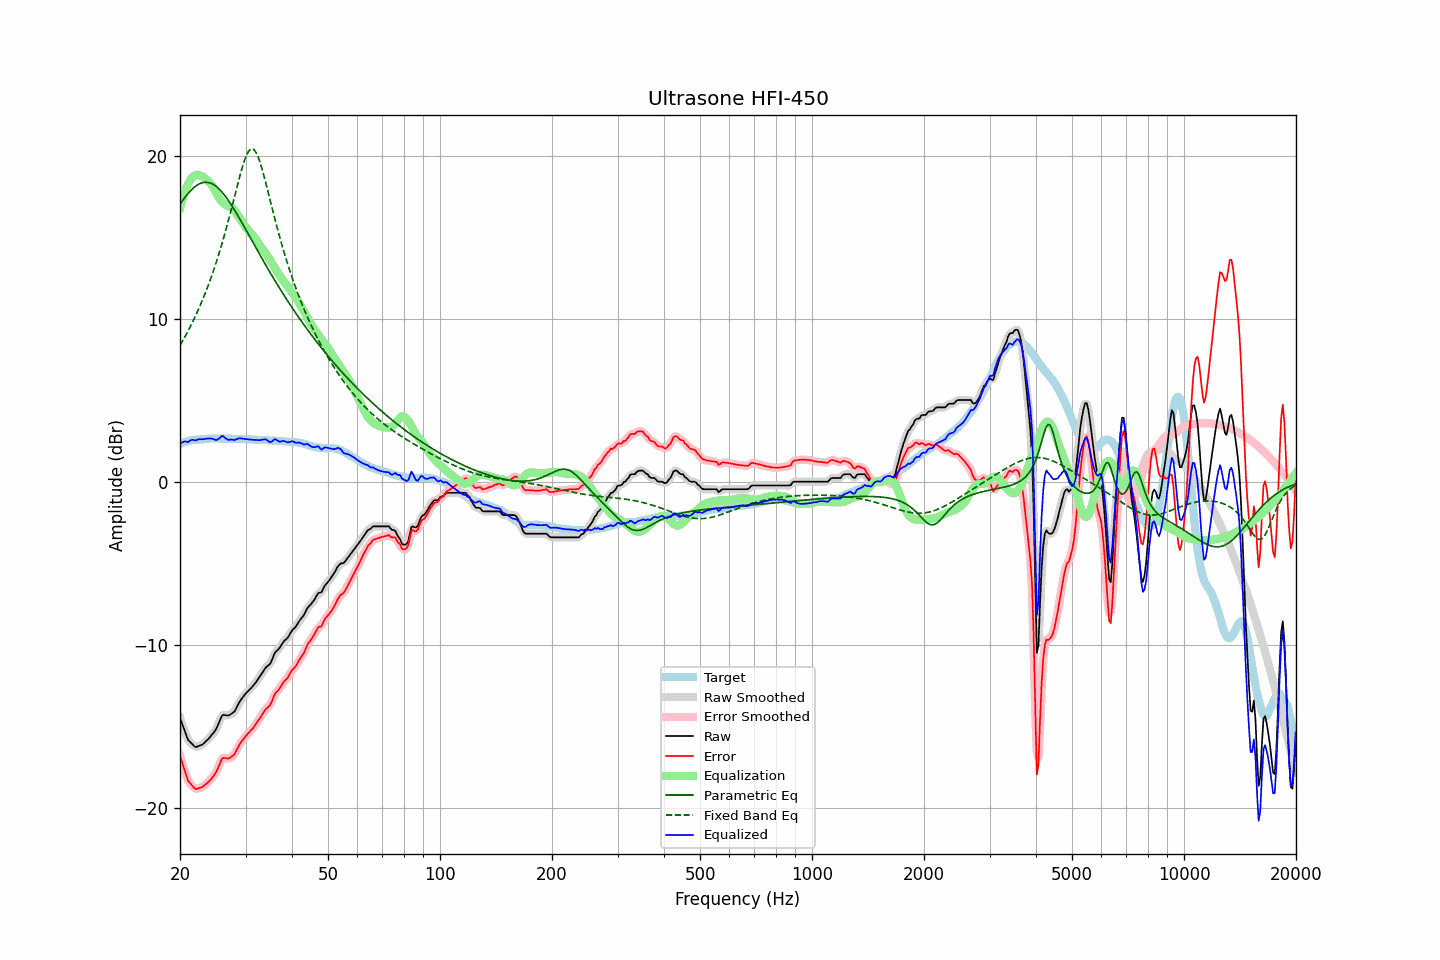 Ultrasone HFI-450
Amplitude (dBr)
20
10
0
−10
−20
Target
Raw Smoothed
Error Smoothed
Raw
Error
Equalization
Parametric Eq
Fixed Band Eq
Equalized
20 50 100 200 500 1000 2000 5000 10000 20000
Frequency (Hz)